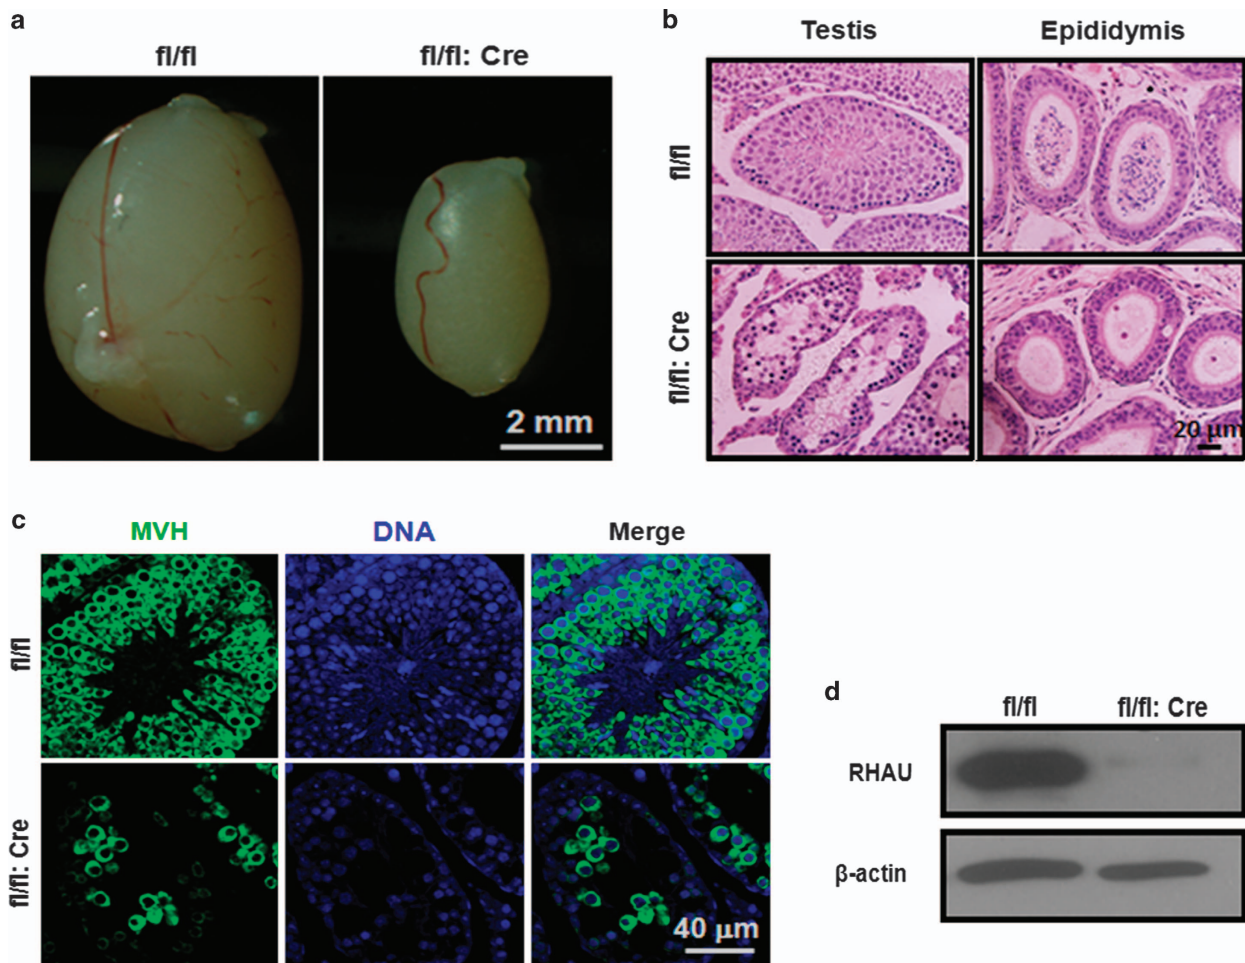 a
fl/fl
fl/fl: Cre
2 mm
b
Testis
Epididymis
fl/fl
fl/fl: Cre
20 μm
c
MVH
DNA
Merge
fl/fl
fl/fl: Cre
40 μm
d
fl/fl
fl/fl: Cre
RHAU
β-actin